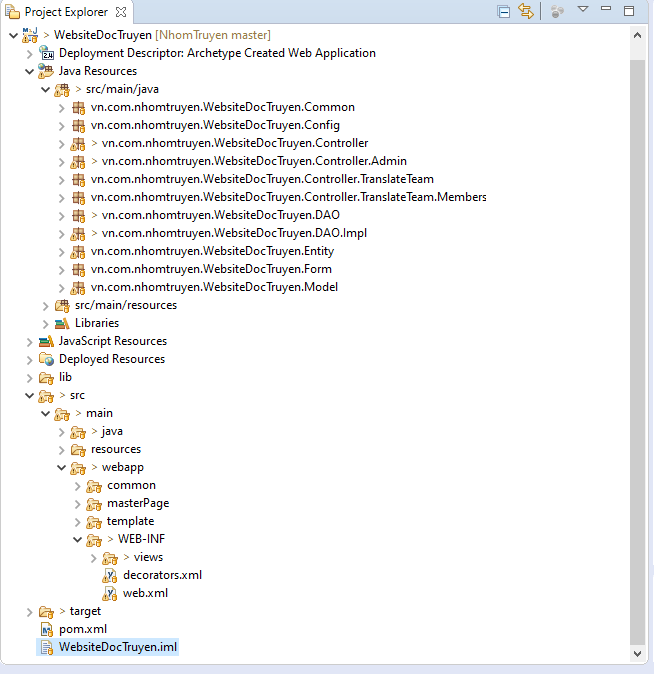 Project Explorer
> WebsiteDocTruyen [NhomTruyen master]
Deployment Descriptor: Archetype Created Web Application
Java Resources
> src/main/java
vn.com.nhomtruyen.WebsiteDocTruyen.Common
vn.com.nhomtruyen.WebsiteDocTruyen.Config
> vn.com.nhomtruyen.WebsiteDocTruyen.Controller
> vn.com.nhomtruyen.WebsiteDocTruyen.Controller.Admin
vn.com.nhomtruyen.WebsiteDocTruyen.Controller.TranslateTeam
vn.com.nhomtruyen.WebsiteDocTruyen.Controller.TranslateTeam.Members
> vn.com.nhomtruyen.WebsiteDocTruyen.DAO
> vn.com.nhomtruyen.WebsiteDocTruyen.DAO.Impl
vn.com.nhomtruyen.WebsiteDocTruyen.Entity
vn.com.nhomtruyen.WebsiteDocTruyen.Form
vn.com.nhomtruyen.WebsiteDocTruyen.Model
src/main/resources
Libraries
JavaScript Resources
Deployed Resources
lib
> src
> main
> java
resources
> webapp
common
masterPage
template
> WEB-INF
> views
decorators.xml
web.xml
> target
pom.xml
WebsiteDocTruyen.iml